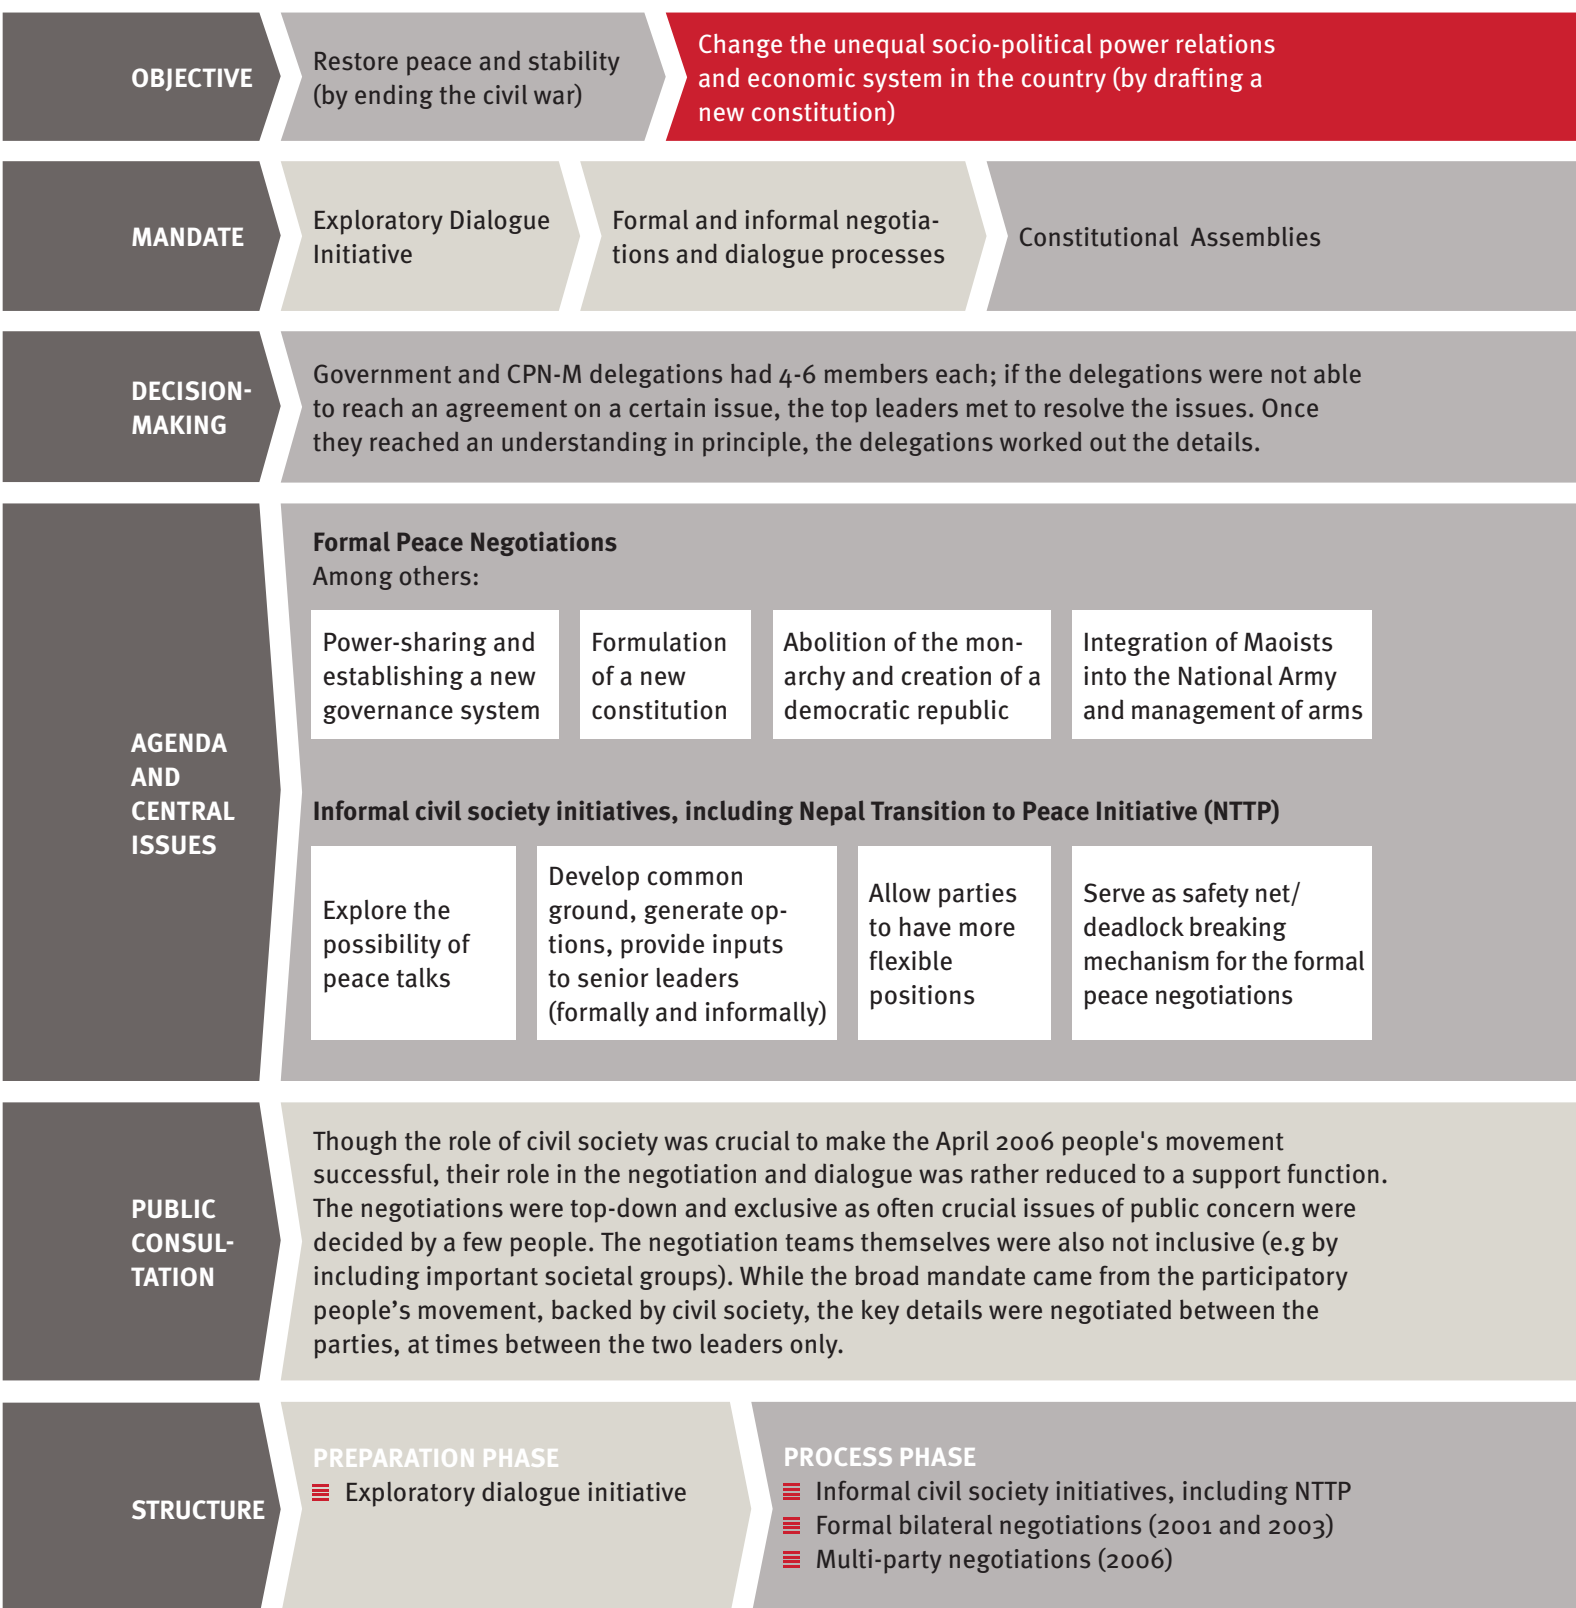 OBJECTIVE
Restore peace and stability
(by ending the civil war)
Change the unequal socio-political power relations
and economic system in the country (by drafting a
new constitution)
MANDATE
Exploratory Dialogue
Initiative
Formal and informal negotia-
tions and dialogue processes
Constitutional Assemblies
DECISION-
MAKING
Government and CPN-M delegations had 4-6 members each; if the delegations were not able
to reach an agreement on a certain issue, the top leaders met to resolve the issues. Once
they reached an understanding in principle, the delegations worked out the details.
AGENDA
AND
CENTRAL
ISSUES
Formal Peace Negotiations
Among others:
Power-sharing and
establishing a new
governance system
Formulation
of a new
constitution
Abolition of the mon-
archy and creation of a
democratic republic
Integration of Maoists
into the National Army
and management of arms
Informal civil society initiatives, including Nepal Transition to Peace Initiative (NTTP)
Explore the
possibility of
peace talks
Develop common
ground, generate op-
tions, provide inputs
to senior leaders
(formally and informally)
Allow parties
to have more
flexible
positions
Serve as safety net/
deadlock breaking
mechanism for the formal
peace negotiations
PUBLIC
CONSUL-
TATION
Though the role of civil society was crucial to make the April 2006 people's movement
successful, their role in the negotiation and dialogue was rather reduced to a support function.
The negotiations were top-down and exclusive as often crucial issues of public concern were
decided by a few people. The negotiation teams themselves were also not inclusive (e.g by
including important societal groups). While the broad mandate came from the participatory
people’s movement, backed by civil society, the key details were negotiated between the
parties, at times between the two leaders only.
STRUCTURE
PREPARATION PHASE
Exploratory dialogue initiative
PROCESS PHASE
Informal civil society initiatives, including NTTP
Formal bilateral negotiations (2001 and 2003)
Multi-party negotiations (2006)